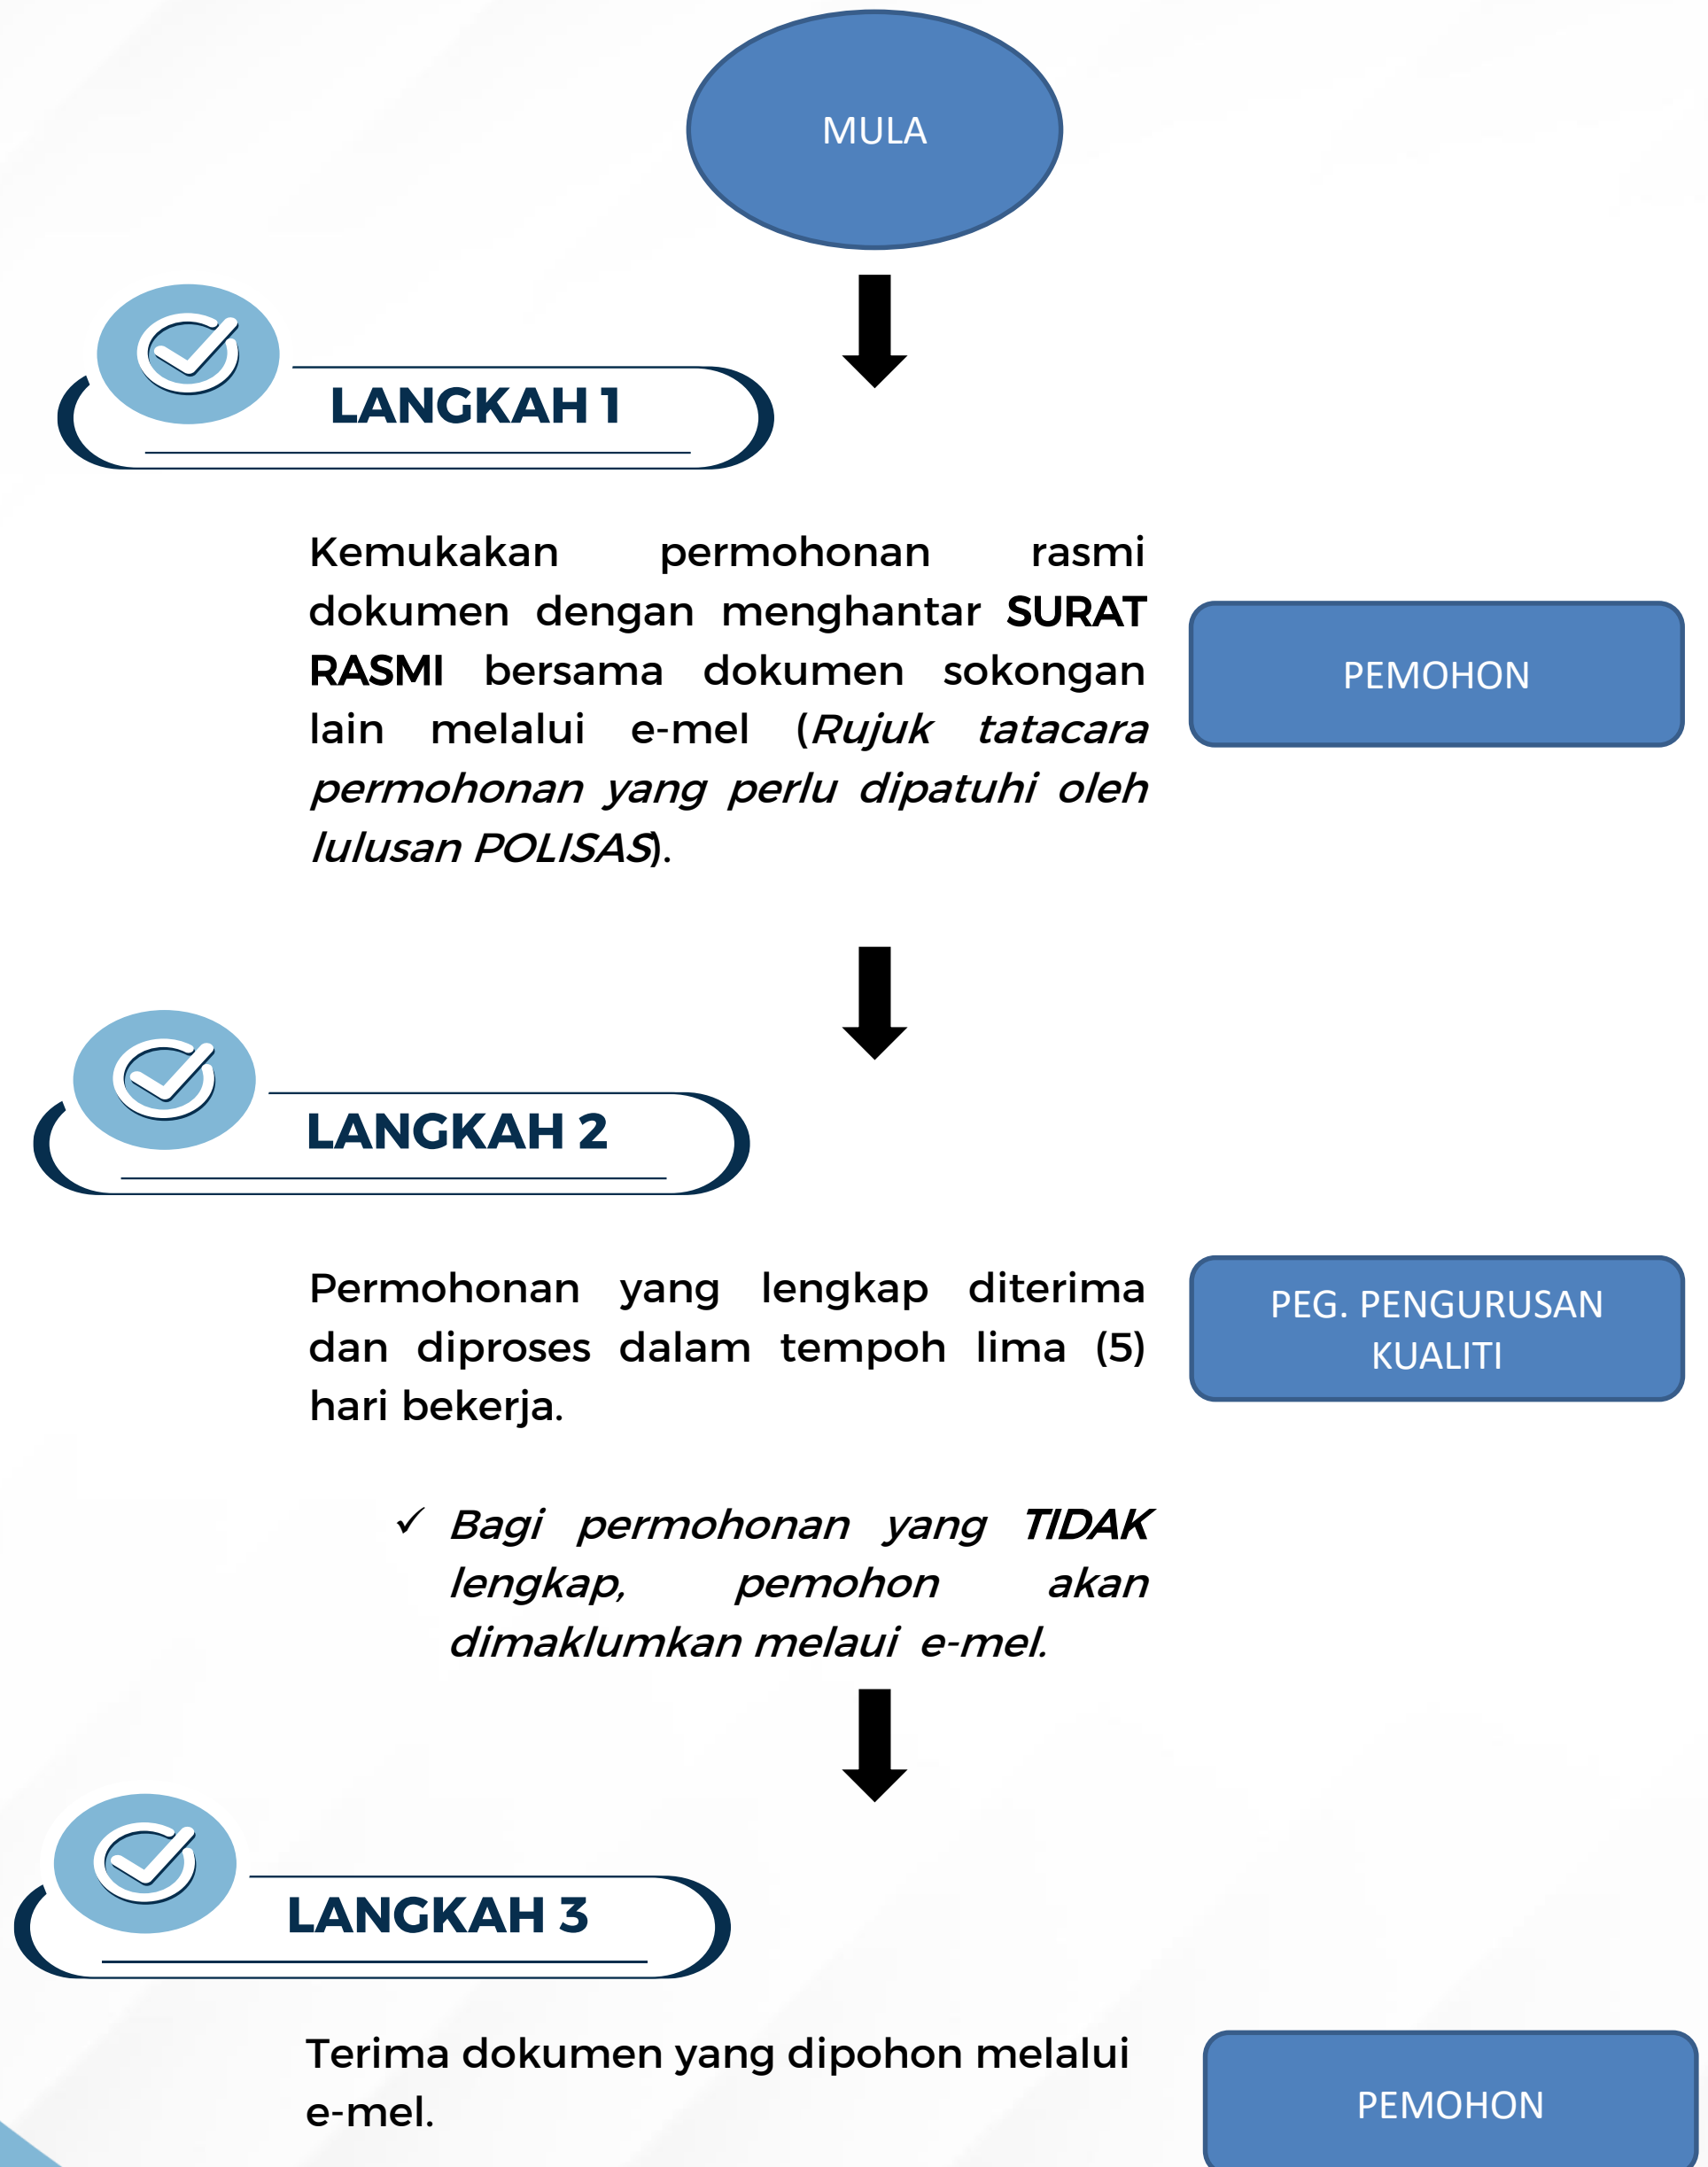 MULA
LANGKAH 1
Kemukakan permohonan rasmi
dokumen dengan menghantar SURAT
RASMI bersama dokumen sokongan
lain melalui e-mel (Rujuk tatacara
permohonan yang perlu dipatuhi oleh
lulusan POLISAS).
PEMOHON
LANGKAH 2
Permohonan yang lengkap diterima
dan diproses dalam tempoh lima (5)
hari bekerja.
PEG. PENGURUSAN
KUALITI
✓ Bagi permohonan yang TIDAK
lengkap, pemohon akan
dimaklumkan melaui e-mel.
LANGKAH 3
Terima dokumen yang dipohon melalui
e-mel.
PEMOHON